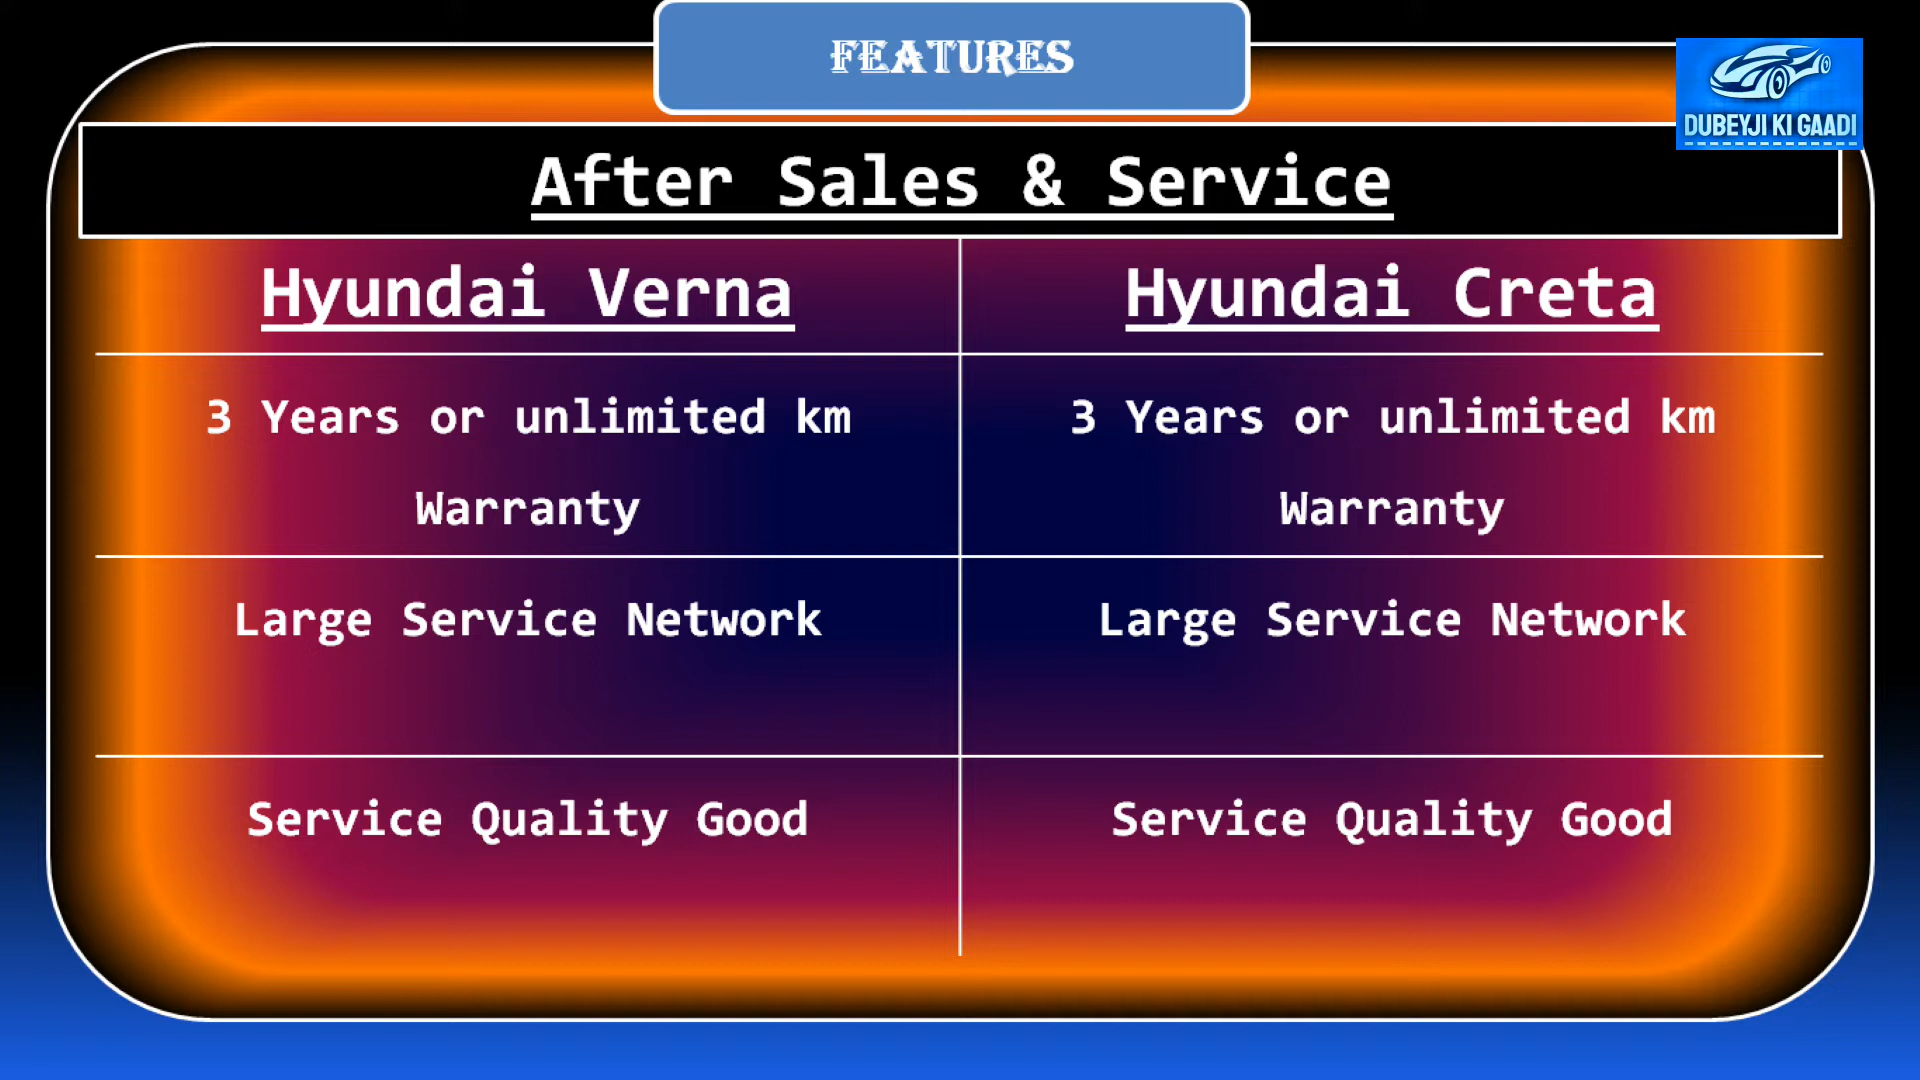 FEATURES
DUBEYJI KI GAADI
After Sales & Service
Hyundai Verna
Hyundai Creta
3 Years or unlimited km
Warranty
3 Years or unlimited km
Warranty
Large Service Network
Large Service Network
Service Quality Good
Service Quality Good